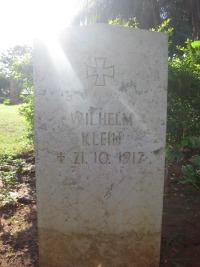 WILHELM
KLEIN
+ 21.10.1917